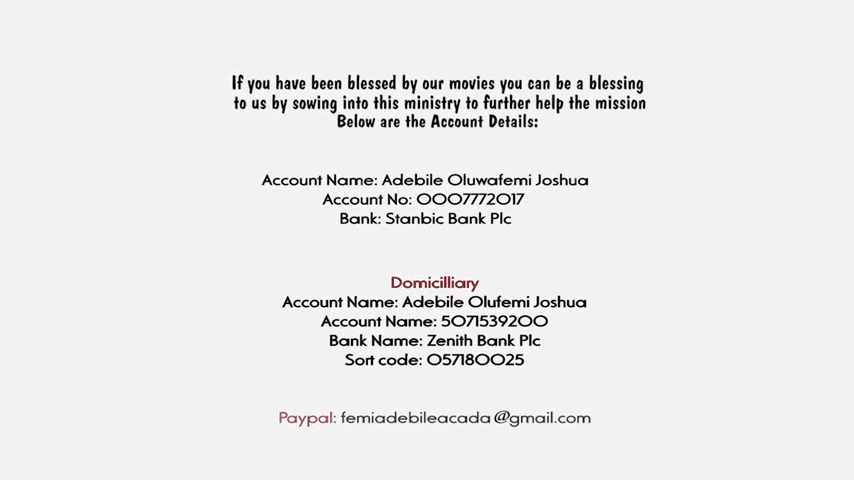 If you have been blessed by our movies you can be a blessing
to us by sowing into this ministry to further help the mission
Below are the Account Details:
Account Name: Adebile Oluwafemi Joshua
Account No: 0007772017
Bank: Stanbic Bank Plc
Domicilliary
Account Name: Adebile Olufemi Joshua
Account Name: 5071539200
Bank Name: Zenith Bank Plc
Sort code: 057180025
Paypal: femiadebileacada@gmail.com